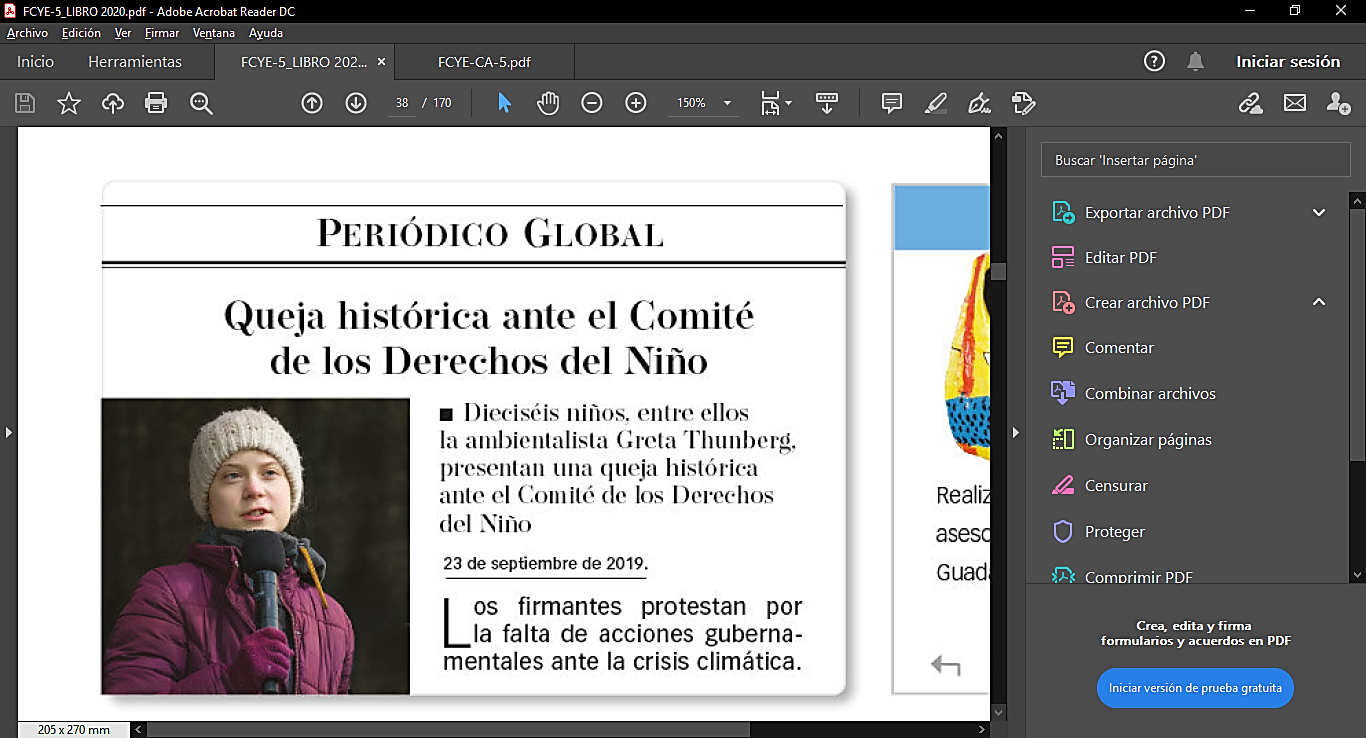 FCYE-5_LIBRO 2020.pdf - Adobe Acrobat Reader DC
Archivo Edición Ver Firmar Ventana Ayuda
Inicio Herramientas FCYE-5_LIBRO 202... × FCYE-CA-5.pdf Iniciar sesión
38 / 170 150%
PERIÓDICO GLOBAL
Queja histórica ante el Comité
de los Derechos del Niño
■ Dieciséis niños, entre ellos
la ambientalista Greta Thunberg,
presentan una queja histórica
ante el Comité de los Derechos
del Niño
23 de septiembre de 2019.
Los firmantes protestan por
la falta de acciones guberna-
mentales ante la crisis climática.
Realiz
aseso
Guada
205 x 270 mm
Buscar 'Insertar página'
Exportar archivo PDF
Editar PDF
Crear archivo PDF
Comentar
Combinar archivos
Organizar páginas
Censurar
Proteger
Comprimir PDF
Crea, edita y firma
formularios y acuerdos en PDF
Iniciar versión de prueba gratuita